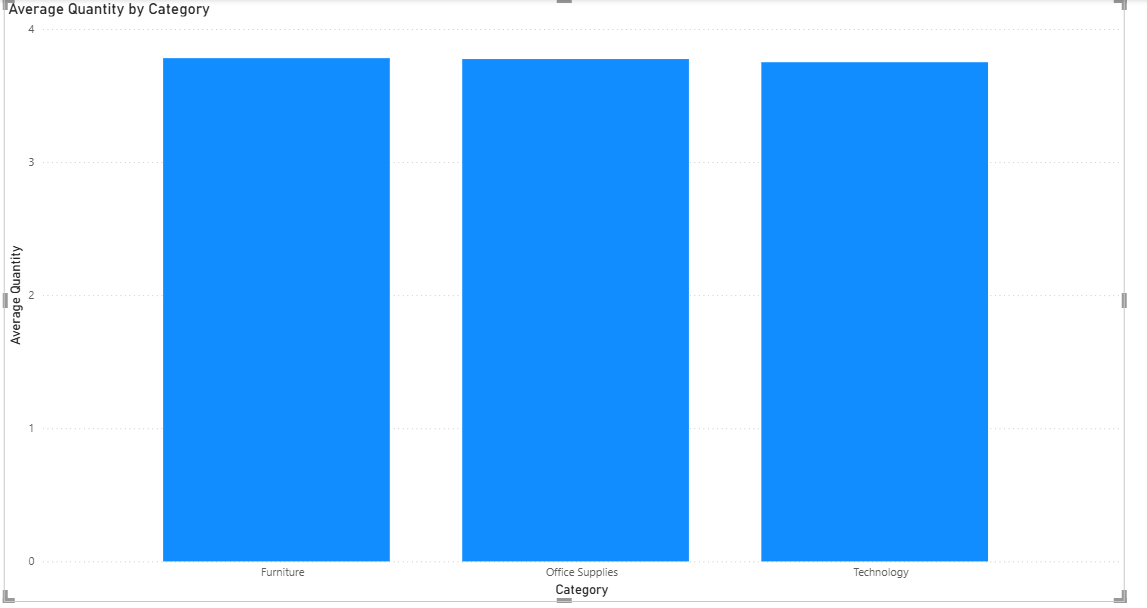 Average Quantity by Category
4
3
2
1
0
Average Quantity
Furniture
Office Supplies
Technology
Category